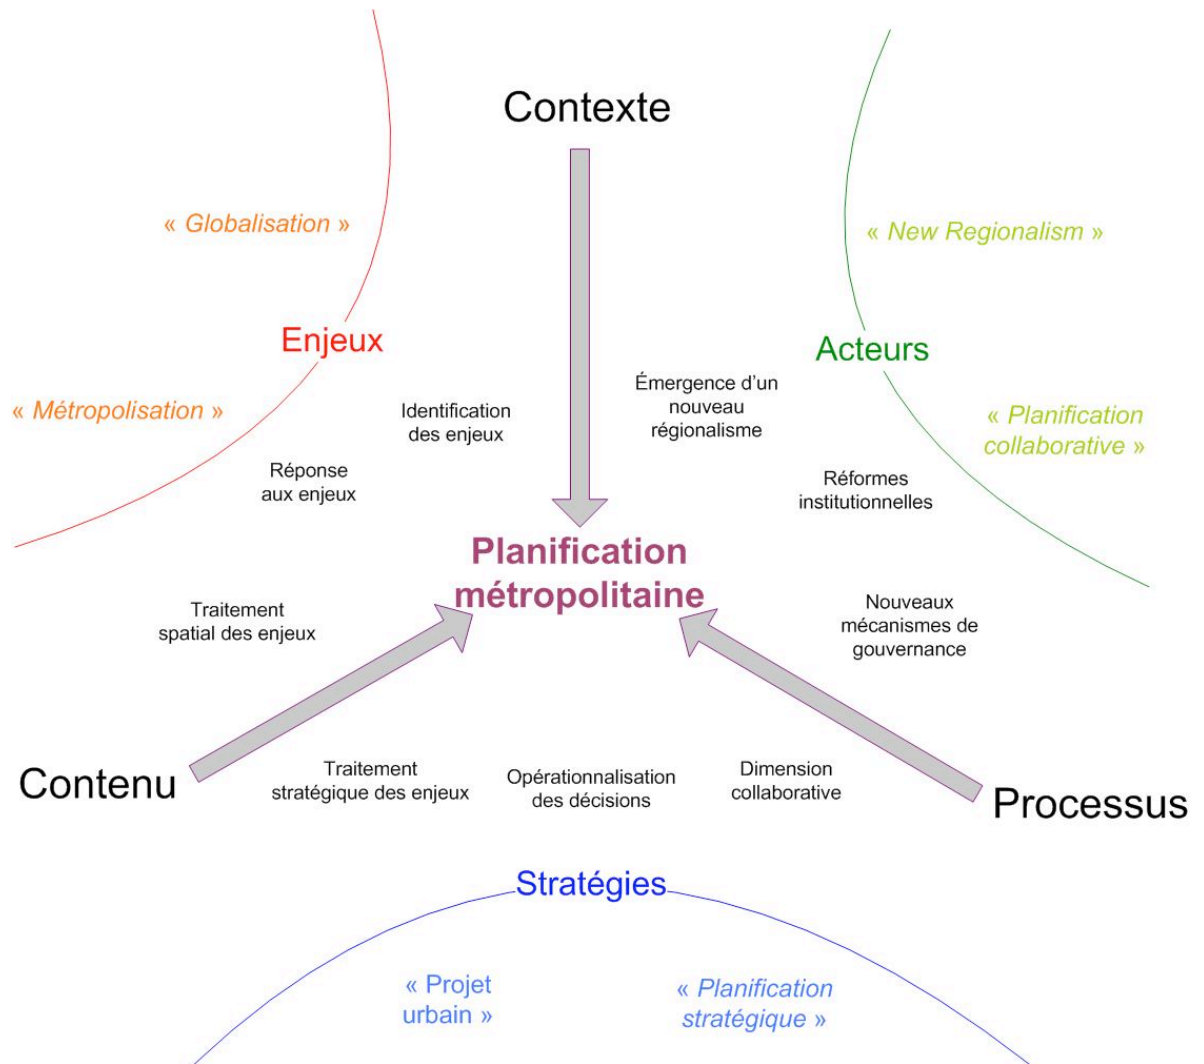 Contexte
« Globalisation »
« New Regionalism »
Enjeux
Acteurs
« Métropolisation »
Identification
des enjeux
Émergence d’un
nouveau
régionalisme
« Planification
collaborative »
Réponse
aux enjeux
Réformes
institutionnelles
Planification
métropolitaine
Traitement
spatial des enjeux
Nouveaux
mécanismes de
gouvernance
Contenu
Traitement
stratégique des enjeux
Opérationnalisation
des décisions
Dimension
collaborative
Processus
Stratégies
« Projet
urbain »
« Planification
stratégique »